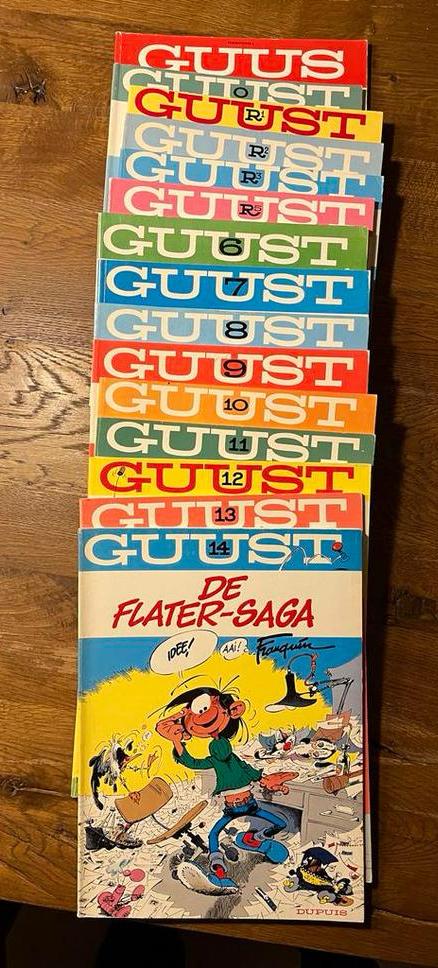 GUUS
GUUST
0
GUUST
R1
GUUST
R2
GUUST
R3
GUUST
R5
GUUST
6
GUUST
7
GUUST
8
GUUST
9
GUUST
10
GUUST
11
GUUST
12
GUUST
13
GUUST
14
DE
FLATER-SAGA
IDEE!
AAI!
Franquin
DUPUIS